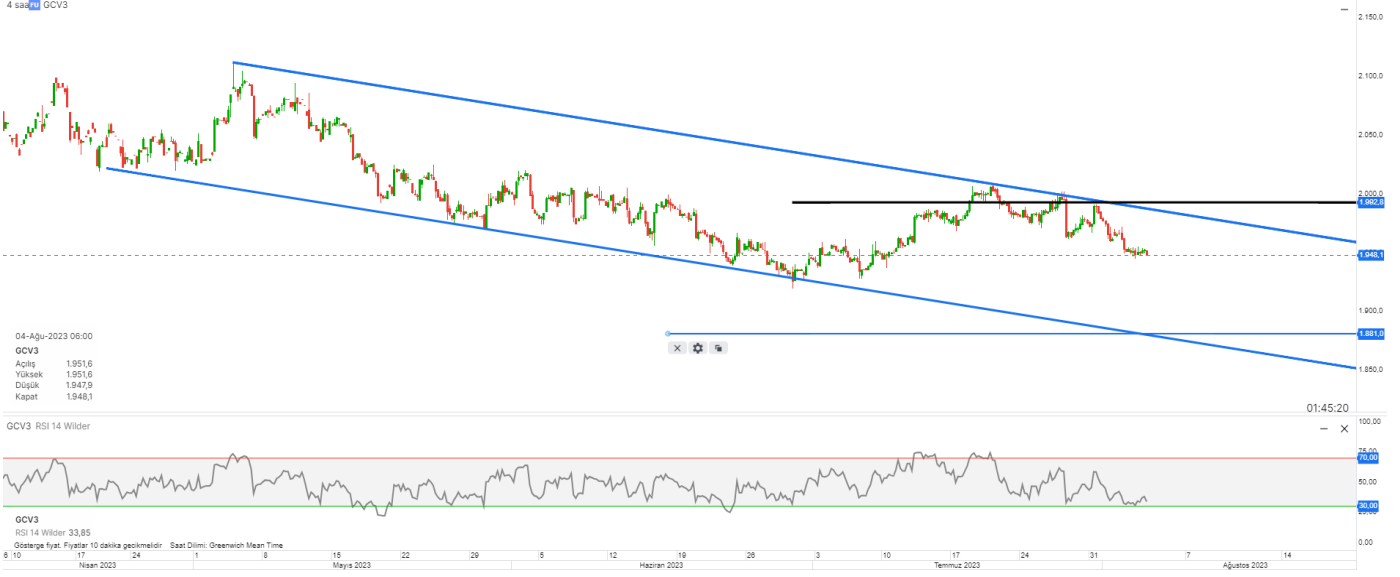 4 saa ru GCV3
2.150,0
2.100,0
2.050,0
2.000,0
1.992,8
1.948,1
1.900,0
1.881,0
1.850,0
04-Ağu-2023 06:00
GCV3
Açılış 1.951,6
Yüksek 1.951,6
Düşük 1.947,9
Kapat 1.948,1
01:45:20
GCV3 RSI 14 Wilder
100,00
75,00
70,00
50,00
30,00
0.00
GCV3
RSI 14 Wilder 33,85
Gösterge fiyat. Fiyatlar 10 dakika gecikmelidir Saat Dilimi: Greenwich Mean Time
6 10 17 24 1 8 15 22 29 5 12 19 26 3 10 17 24 31 7 14
Nisan 2023 Mayıs 2023 Haziran 2023 Temmuz 2023 Ağustos 2023